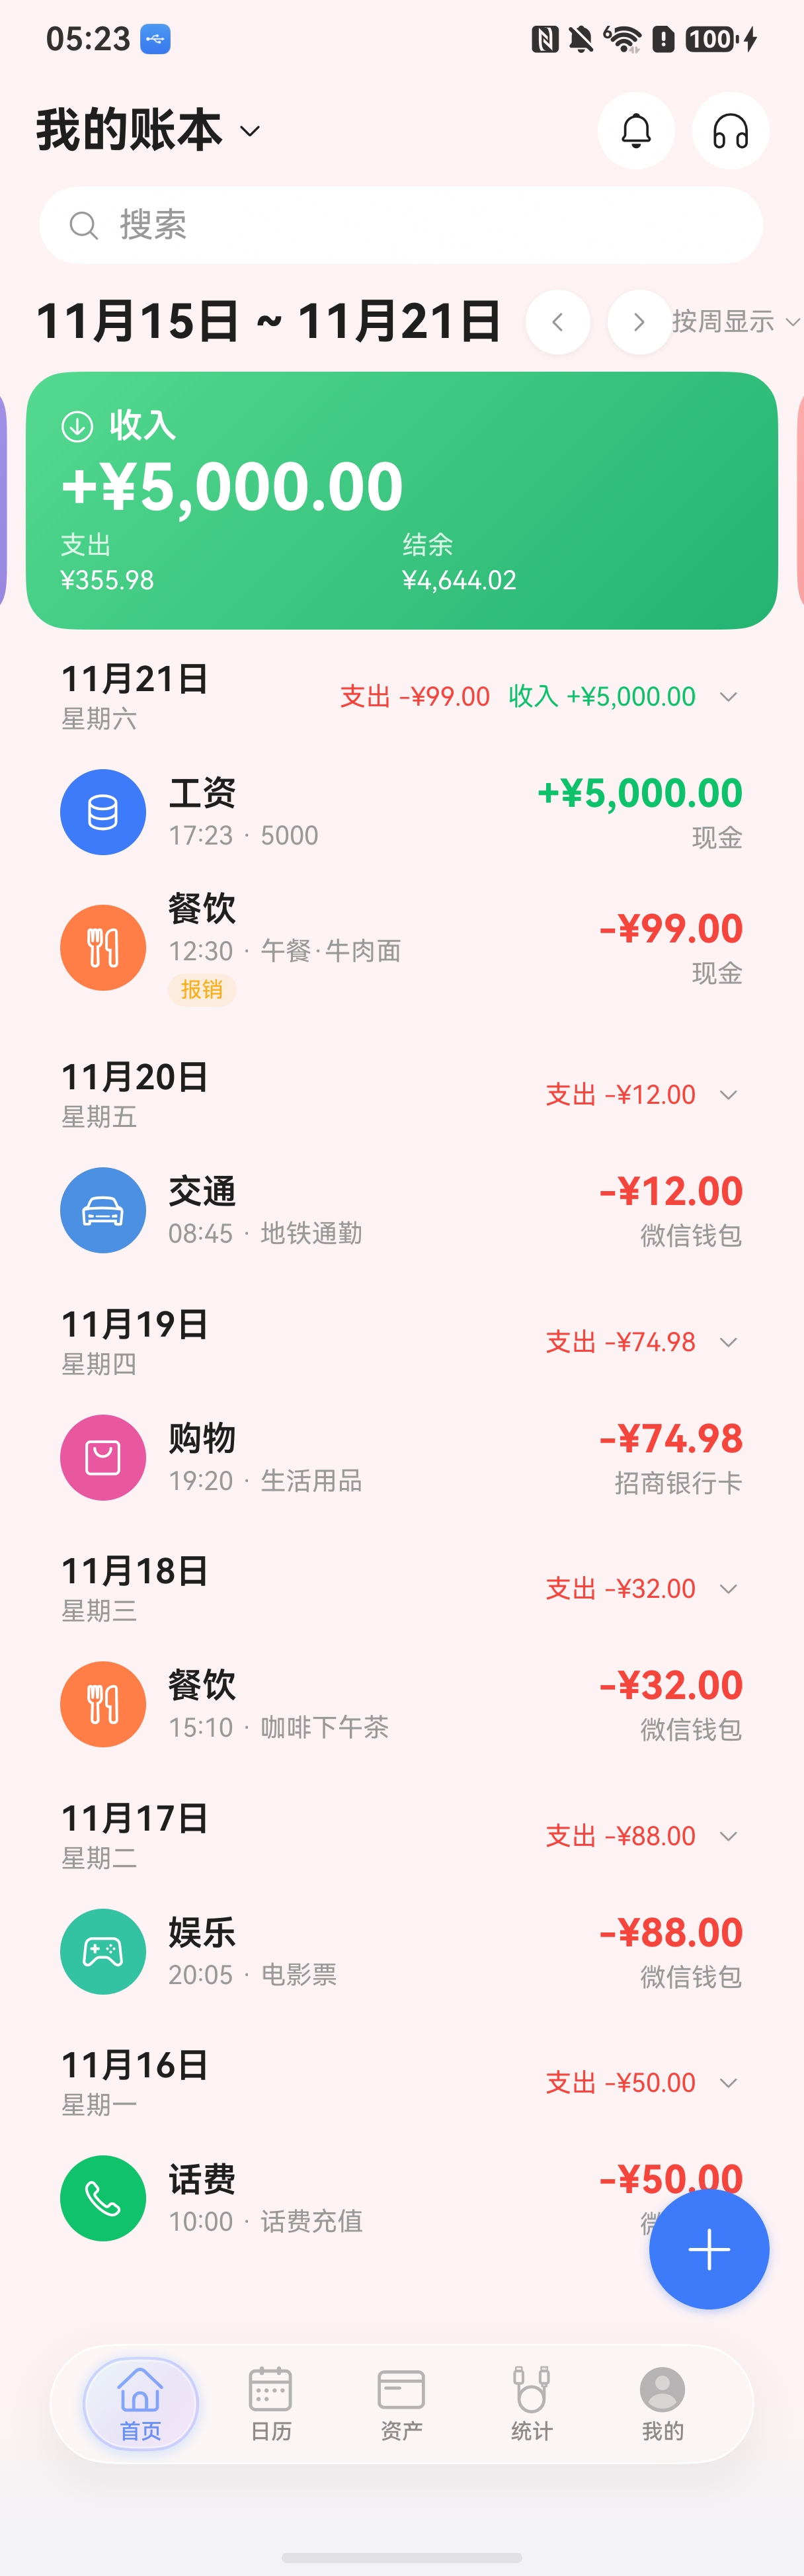 05:23
6
100
我的账本
搜索
11月15日 ~ 11月21日
按周显示
收入
+¥5,000.00
支出
结余
¥355.98
¥4,644.02
11月21日
支出 -¥99.00 收入 +¥5,000.00
星期六
工资
+¥5,000.00
17:23 · 5000
现金
餐饮
-¥99.00
12:30 · 午餐·牛肉面
现金
报销
11月20日
支出 -¥12.00
星期五
交通
-¥12.00
08:45 · 地铁通勤
微信钱包
11月19日
支出 -¥74.98
星期四
购物
-¥74.98
19:20 · 生活用品
招商银行卡
11月18日
支出 -¥32.00
星期三
餐饮
-¥32.00
15:10 · 咖啡下午茶
微信钱包
11月17日
支出 -¥88.00
星期二
娱乐
-¥88.00
20:05 · 电影票
微信钱包
11月16日
支出 -¥50.00
星期一
话费
-¥50.00
10:00 · 话费充值
首页
日历
资产
统计
我的